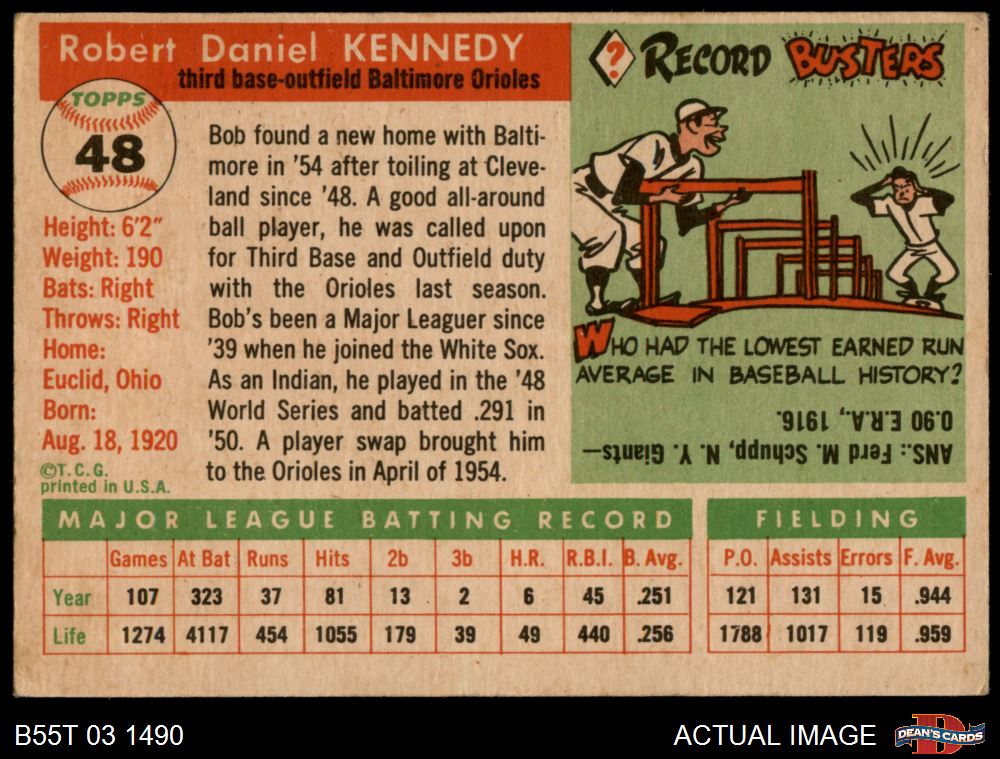 Robert Daniel KENNEDY
third base-outfield Baltimore Orioles
TOPPS
48
Height: 6'2"
Weight: 190
Bats: Right
Throws: Right
Home:
Euclid, Ohio
Born:
Aug. 18, 1920
©T.C.G.
printed in U.S.A.
Bob found a new home with Balti-
more in '54 after toiling at Cleve-
land since '48. A good all-around
ball player, he was called upon
for Third Base and Outfield duty
with the Orioles last season.
Bob's been a Major Leaguer since
'39 when he joined the White Sox.
As an Indian, he played in the '48
World Series and batted .291 in
'50. A player swap brought him
to the Orioles in April of 1954.
? RECORD BUSTERS
WHO HAD THE LOWEST EARNED RUN
AVERAGE IN BASEBALL HISTORY?
ANS.: Ferd M. Schupp, N. Y. Giants—
0.90 E.R.A., 1916.
MAJOR LEAGUE BATTING RECORD
Games At Bat Runs Hits 2b 3b H.R. R.B.I. B. Avg.
Year 107 323 37 81 13 2 6 45 .251
Life 1274 4117 454 1055 179 39 49 440 .256
FIELDING
P.O. Assists Errors F. Avg.
121 131 15 .944
1788 1017 119 .959
B55T 03 1490
ACTUAL IMAGE
DEAN'S CARDS